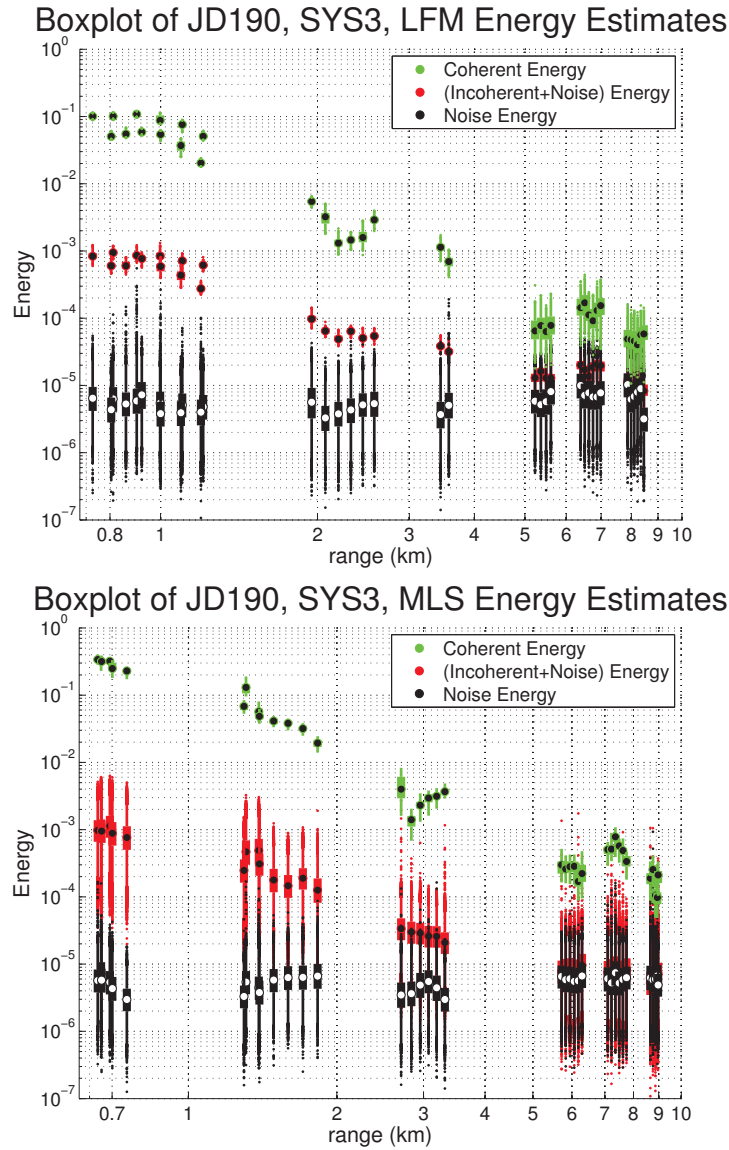 Boxplot of JD190, SYS3, LFM Energy Estimates
Coherent Energy
(Incoherent+Noise) Energy
Noise Energy
10^0
10^-1
10^-2
10^-3
10^-4
10^-5
10^-6
10^-7
Energy
0.8 1 2 3 4 5 6 7 8 9 10
range (km)
Boxplot of JD190, SYS3, MLS Energy Estimates
Coherent Energy
(Incoherent+Noise) Energy
Noise Energy
10^0
10^-1
10^-2
10^-3
10^-4
10^-5
10^-6
10^-7
Energy
0.7 1 2 3 4 5 6 7 8 9 10
range (km)